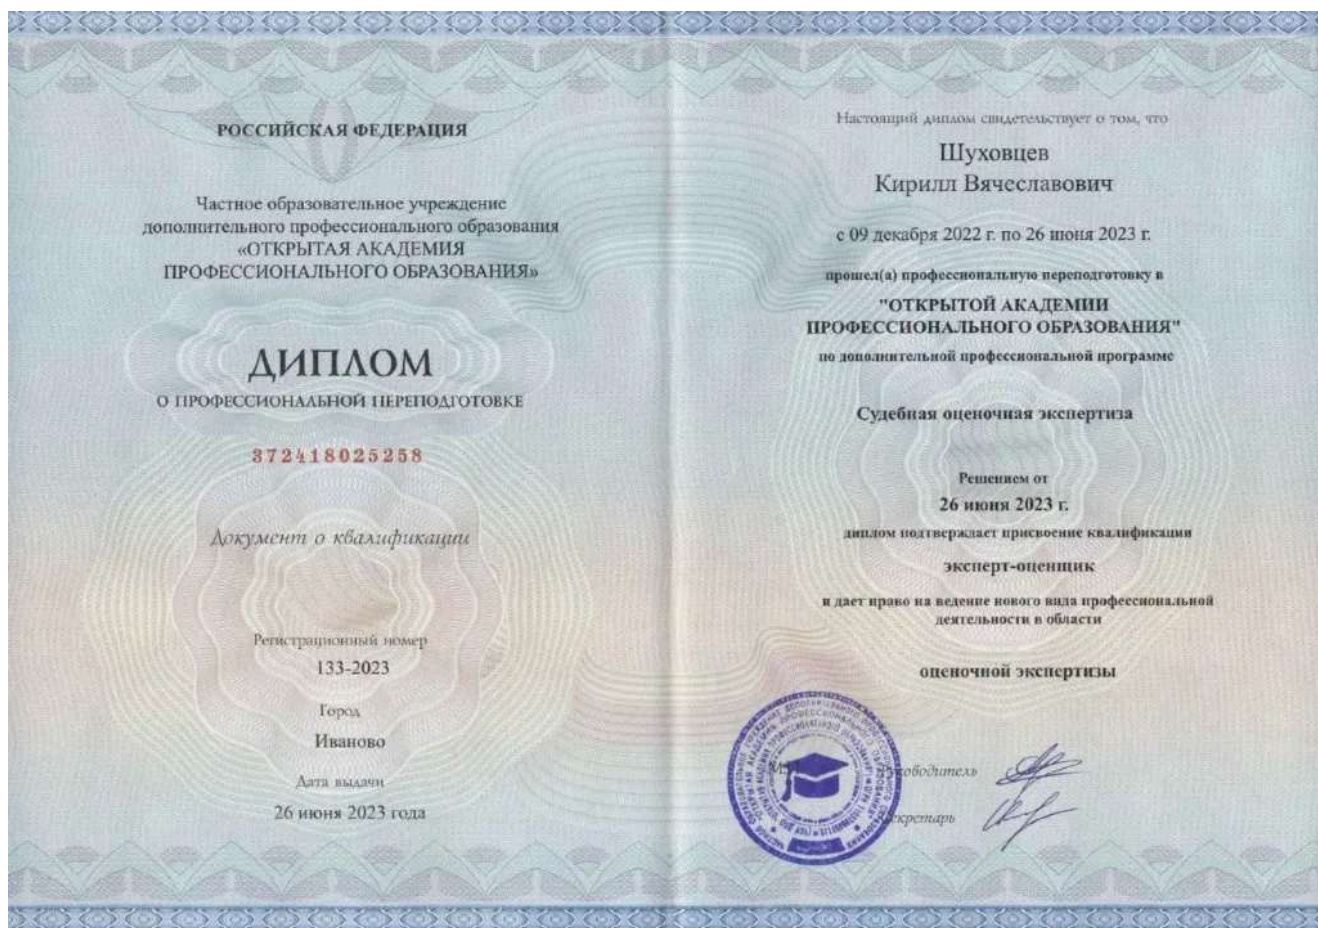 РОССИЙСКАЯ ФЕДЕРАЦИЯ
Частное образовательное учреждение
дополнительного профессионального образования
«ОТКРЫТАЯ АКАДЕМИЯ
ПРОФЕССИОНАЛЬНОГО ОБРАЗОВАНИЯ»
ДИПЛОМ
О ПРОФЕССИОНАЛЬНОЙ ПЕРЕПОДГОТОВКЕ
372418025258
Документ о квалификации
Регистрационный номер
133-2023
Город
Иваново
Дата выдачи
26 июня 2023 года
Настоящий диплом свидетельствует о том, что
Шуховцев
Кирилл Вячеславович
с 09 декабря 2022 г. по 26 июня 2023 г.
прошел(а) профессиональную переподготовку в
"ОТКРЫТОЙ АКАДЕМИИ
ПРОФЕССИОНАЛЬНОГО ОБРАЗОВАНИЯ"
по дополнительной профессиональной программе
Судебная оценочная экспертиза
Решением от
26 июня 2023 г.
диплом подтверждает присвоение квалификации
эксперт-оценщик
и дает право на ведение нового вида профессиональной
деятельности в области
оценочной экспертизы
Руководитель
Секретарь